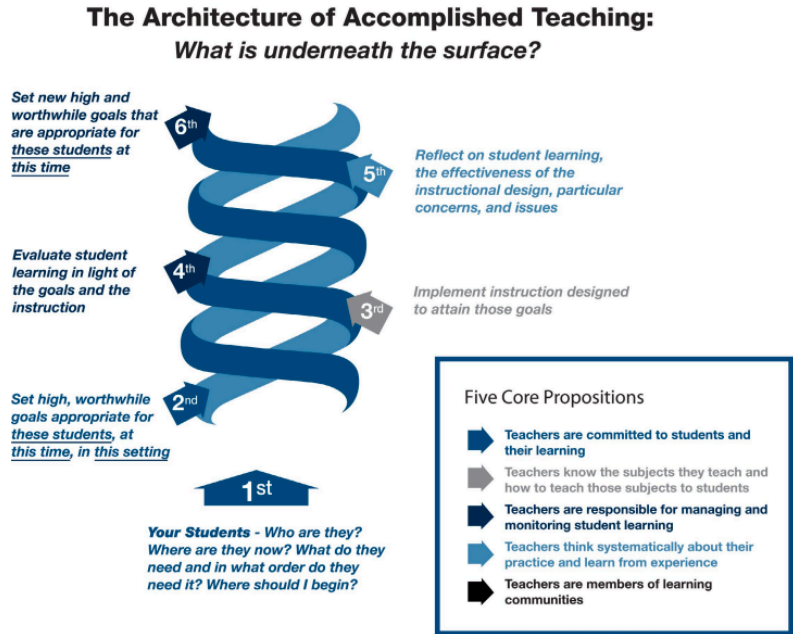 The Architecture of Accomplished Teaching:
What is underneath the surface?
Set new high and
worthwhile goals that
are appropriate for
these students at
this time
6th
5th
Reflect on student learning,
the effectiveness of the
instructional design, particular
concerns, and issues
Evaluate student
learning in light of
the goals and the
instruction
4th
3rd
Implement instruction designed
to attain those goals
Set high, worthwhile
goals appropriate for
these students, at
this time, in this setting
2nd
1st
Your Students - Who are they?
Where are they now? What do they
need and in what order do they
need it? Where should I begin?
Five Core Propositions
Teachers are committed to students and
their learning
Teachers know the subjects they teach and
how to teach those subjects to students
Teachers are responsible for managing and
monitoring student learning
Teachers think systematically about their
practice and learn from experience
Teachers are members of learning
communities